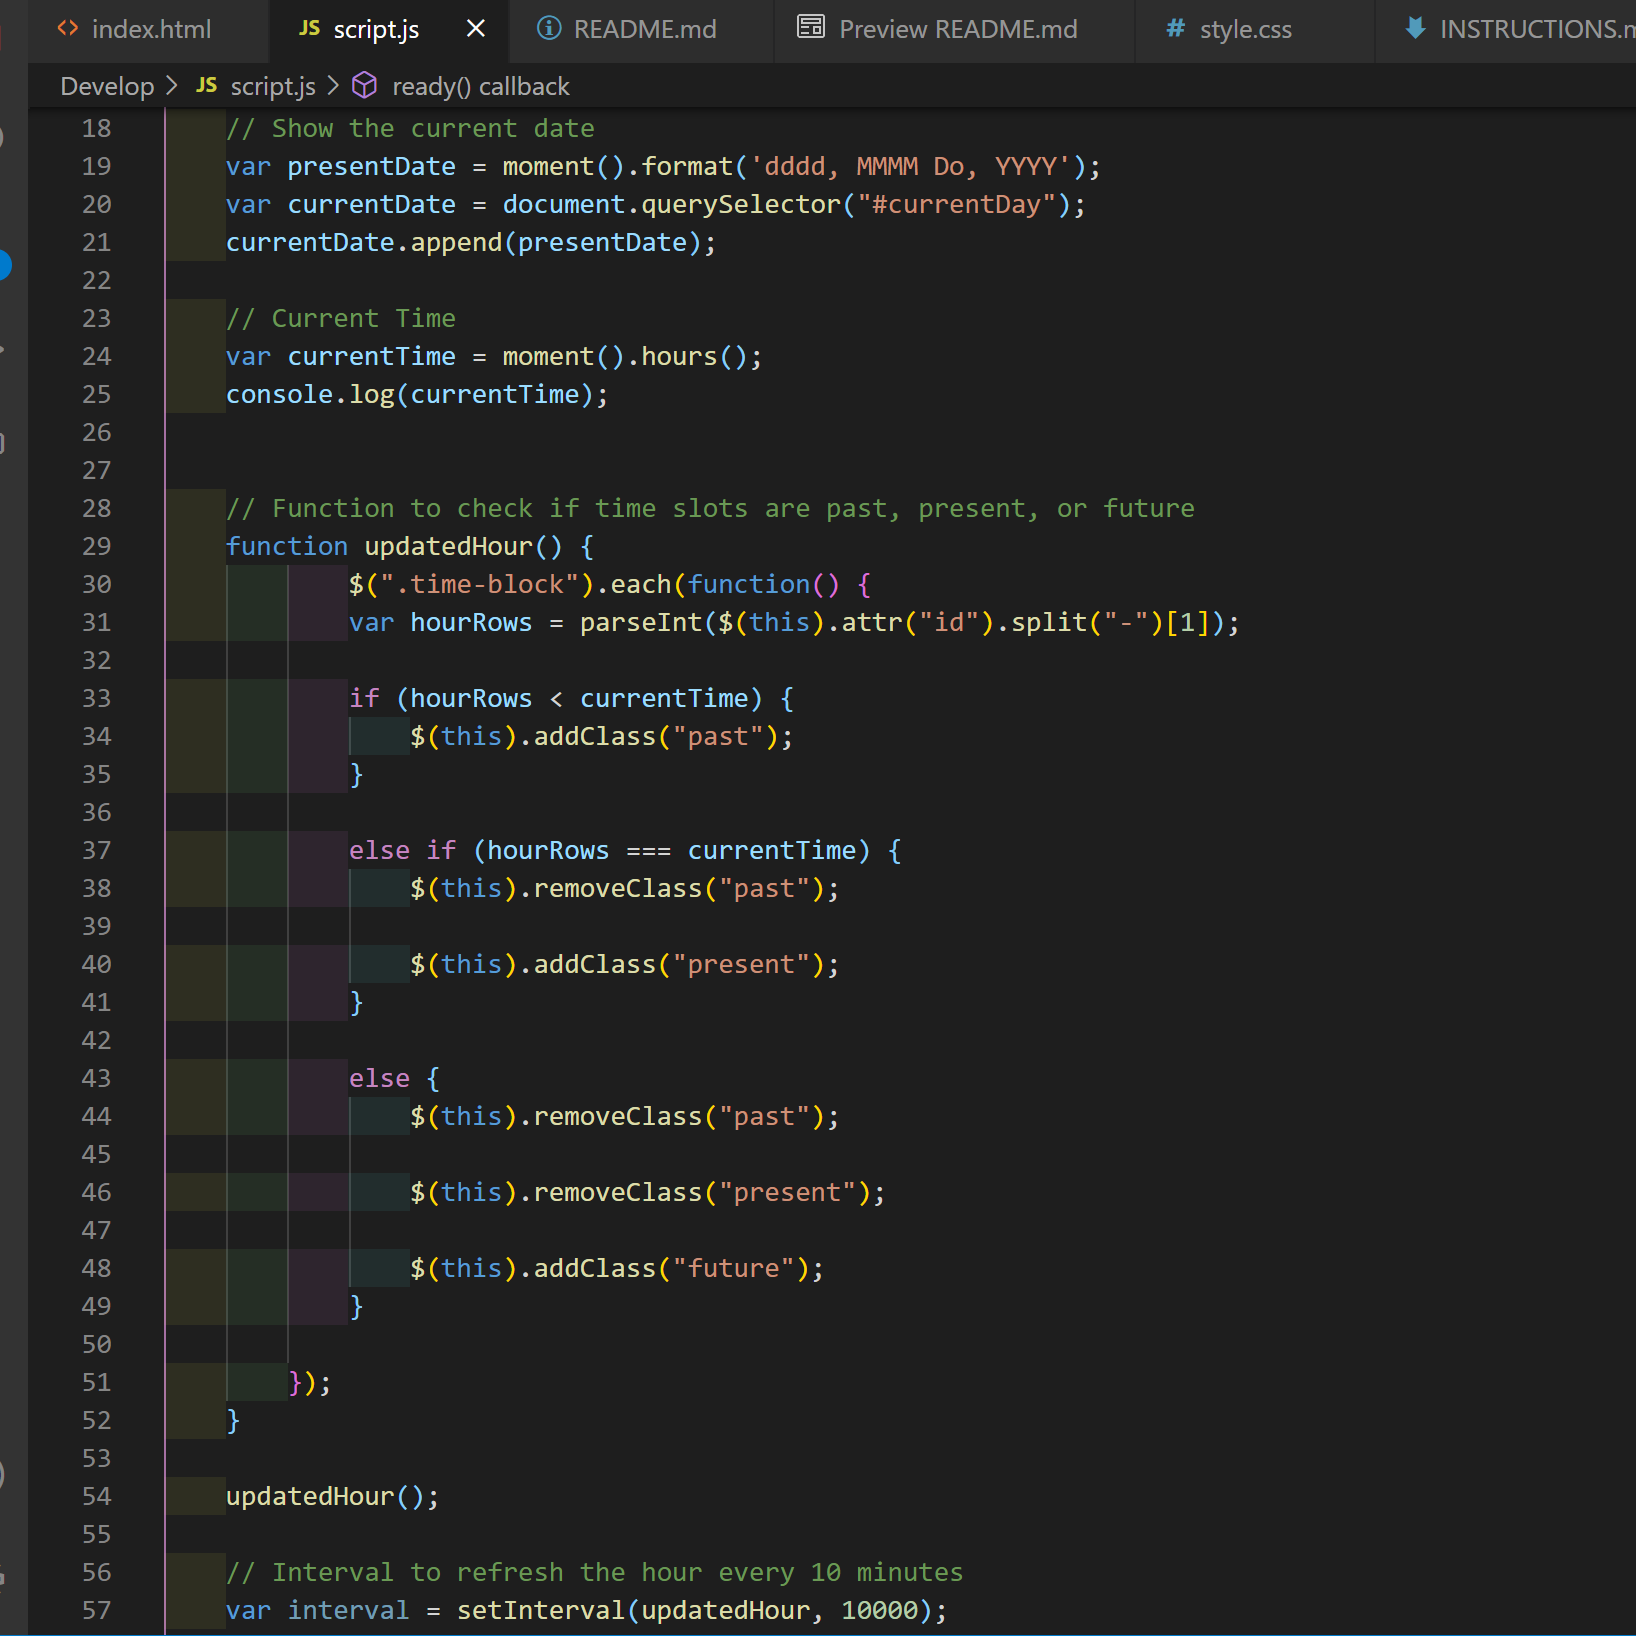 <> index.html JS script.js × README.md Preview README.md # style.css INSTRUCTIONS.m
Develop > JS script.js > ready() callback
18 // Show the current date
19 var presentDate = moment().format('dddd, MMMM Do, YYYY');
20 var currentDate = document.querySelector("#currentDay");
21 currentDate.append(presentDate);
22
23 // Current Time
24 var currentTime = moment().hours();
25 console.log(currentTime);
26
27
28 // Function to check if time slots are past, present, or future
29 function updatedHour() {
30 $(".time-block").each(function() {
31 var hourRows = parseInt($(this).attr("id").split("-")[1]);
32
33 if (hourRows < currentTime) {
34 $(this).addClass("past");
35 }
36
37 else if (hourRows === currentTime) {
38 $(this).removeClass("past");
39
40 $(this).addClass("present");
41 }
42
43 else {
44 $(this).removeClass("past");
45
46 $(this).removeClass("present");
47
48 $(this).addClass("future");
49 }
50
51 });
52 }
53
54 updatedHour();
55
56 // Interval to refresh the hour every 10 minutes
57 var interval = setInterval(updatedHour, 10000);